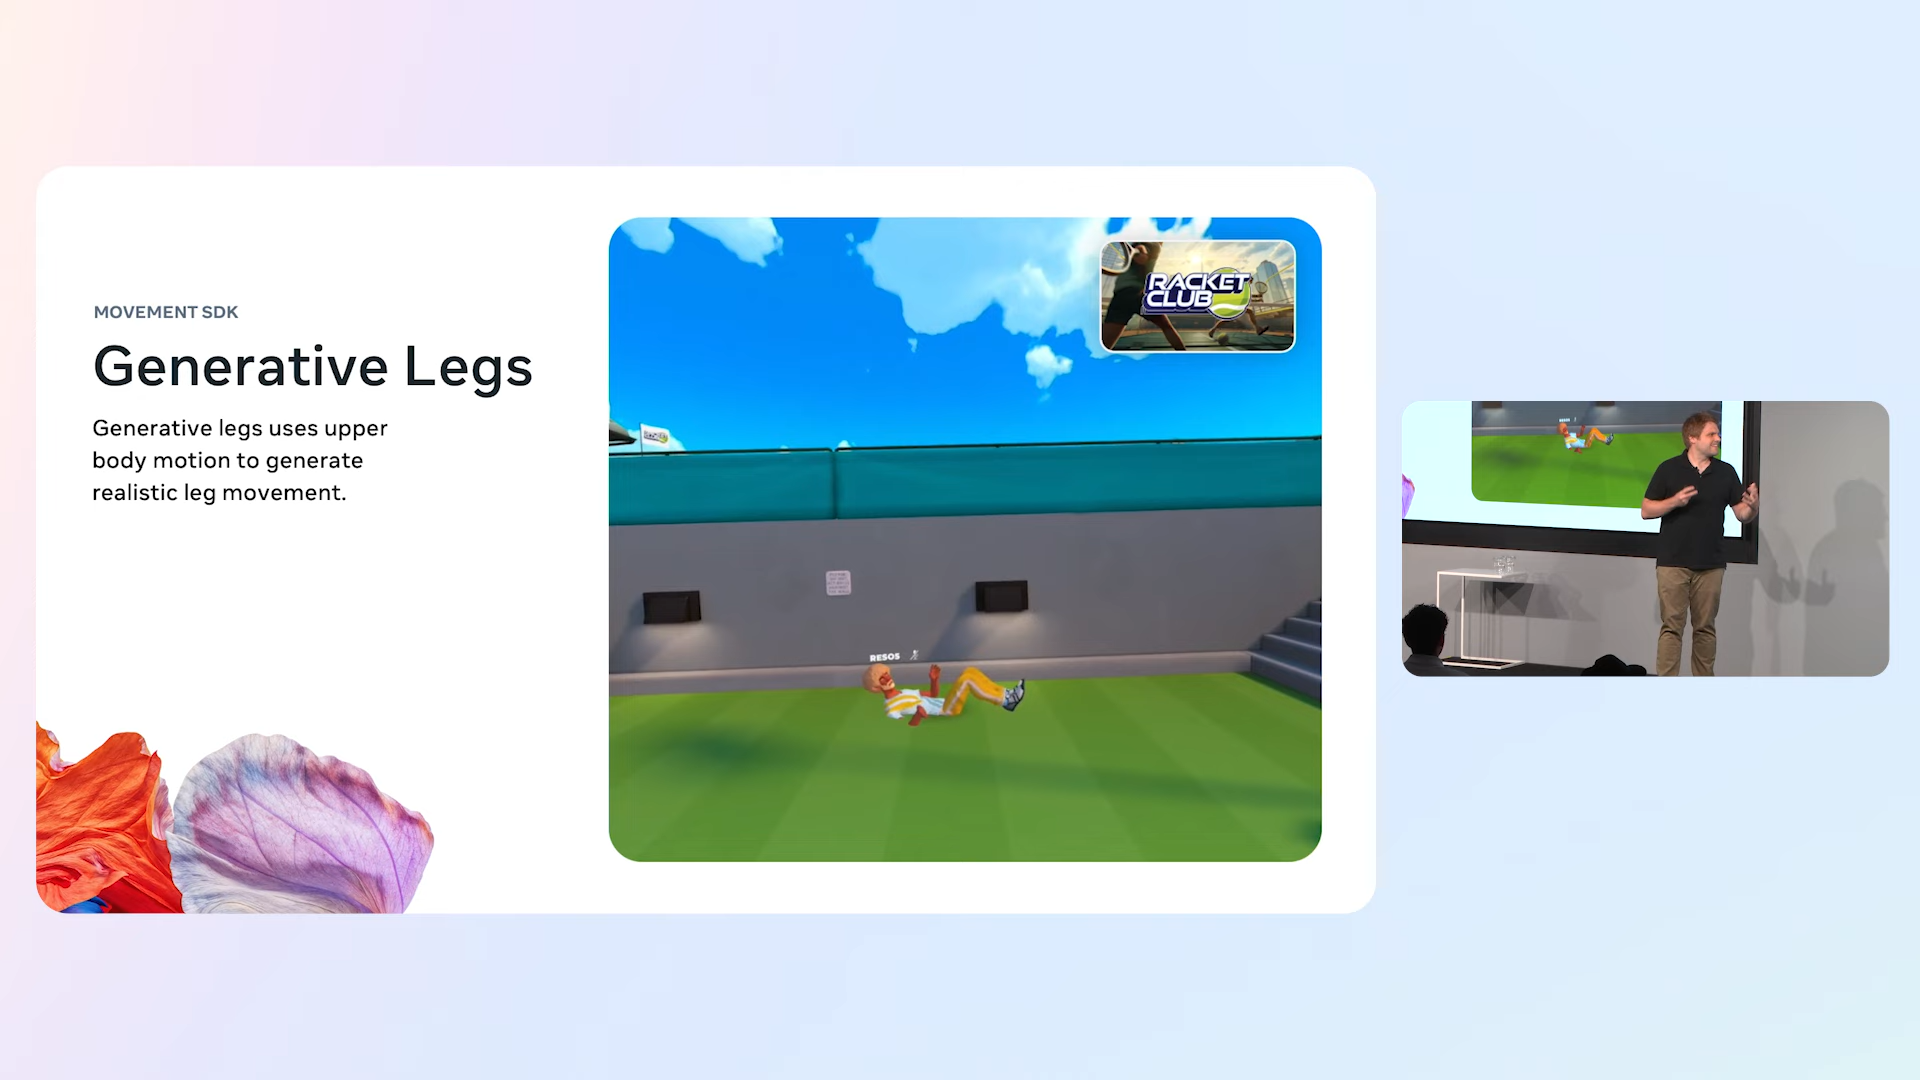 MOVEMENT SDK
Generative Legs
Generative legs uses upper
body motion to generate
realistic leg movement.
RACKET
CLUB
RESOS